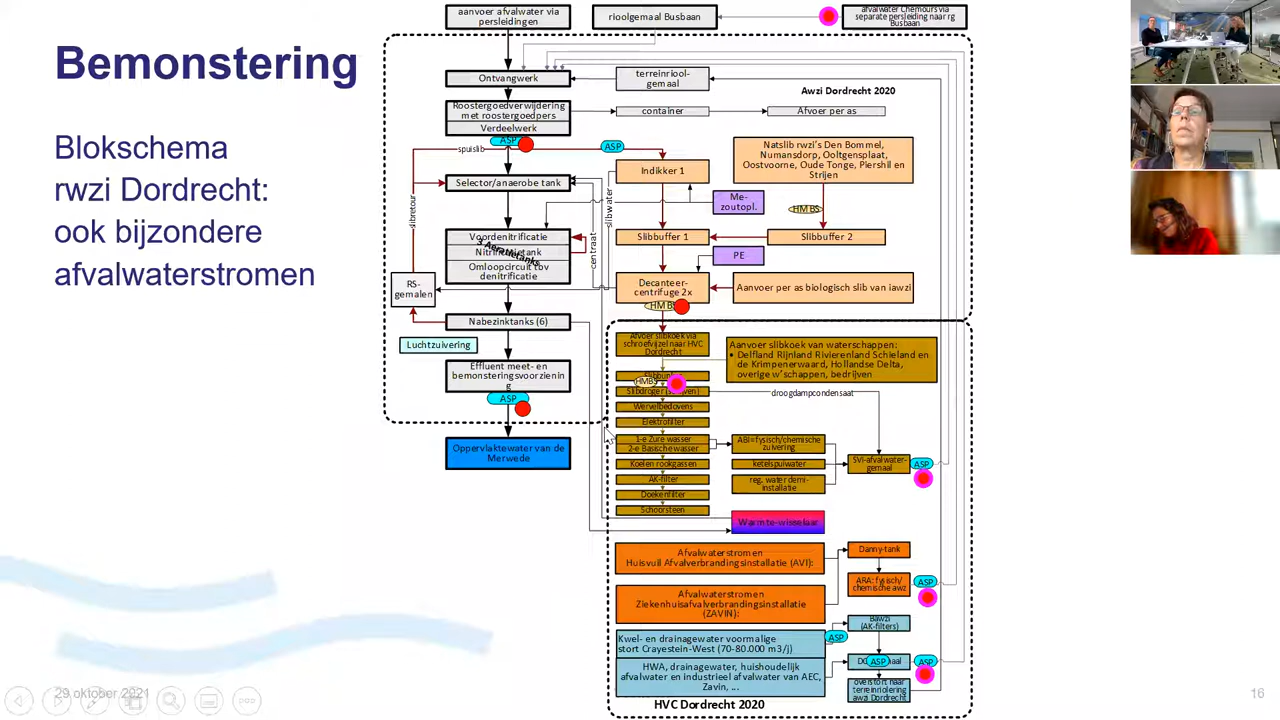 Bemonstering
Blokschema
rwzi Dordrecht:
ook bijzondere
afvalwaterstromen
aanvoer afvalwater via
persleidingen
rioolgemaal Busbaan
afvalwater Chemours via
separate persleiding naar rg
Busbaan
Ontvangwerk
terreinriool-
gemaal
Awzi Dordrecht 2020
Roostergoedverwijdering
met roostergoedpers
Verdeelwerk
container
Afvoer per as
ASP
spuislib
ASP
Indikker 1
Natslib rwzi's Den Bommel,
Numansdorp, Ooltgensplaat,
Oostvoorne, Oude Tonge, Piershil en
Strijen
Selector/anaerobe tank
slibretour
slibwater
Me-
zoutopl.
HMBS
Voordenitrificatie
Nitrificatietank
3 Aeratietanks
Omloopcircuit tbv
denitrificatie
centraat
Slibbuffer 1
Slibbuffer 2
PE
RS-
gemalen
Decanteer-
centrifuge 2x
HMBS
Aanvoer per as biologisch slib van iawzi
Nabezinktanks (6)
Luchtzuivering
Afvoer slibkoek via
schroefvijzel naar HVC
Dordrecht
Aanvoer slibkoek van waterschappen:
• Delfland Rijnland Rivierenland Schieland en
de Krimpenerwaard, Hollandse Delta,
overige w'schappen, bedrijven
Effluent meet- en
bemonsteringsvoorzienin
g
ASP
HMBS
droogdampcondensaat
Wervelbedovens
Elektrofilter
Oppervlaktewater van de
Merwede
1-e Zure wasser
2-e Basische wasser
ABI=fysisch/chemische
zuivering
Koelen rookgassen
ketelspuiwater
SVI-afvalwater-
gemaal
ASP
AK-filter
reg. water demi-
installatie
Doekenfilter
Schoorsteen
Warmte-wisselaar
Afvalwaterstromen
Huisvuil Afvalverbrandingsinstallatie (AVI):
Danny-tank
ARA: fysisch/
chemische awz
ASP
Afvalwaterstromen
Ziekenhuisafvalverbrandingsinstallatie
(ZAVIN):
Bawzi
(AK-filters)
ASP
Kwel- en drainagewater voormalige
stort Crayestein-West (70-80.000 m3/j)
ASP
ASP
HWA, drainagewater, huishoudelijk
afvalwater en industrieel afvalwater van AEC,
Zavin, ...
overstort naar
terreinriolering
awzi Dordrecht
HVC Dordrecht 2020
29 oktober 2021
16